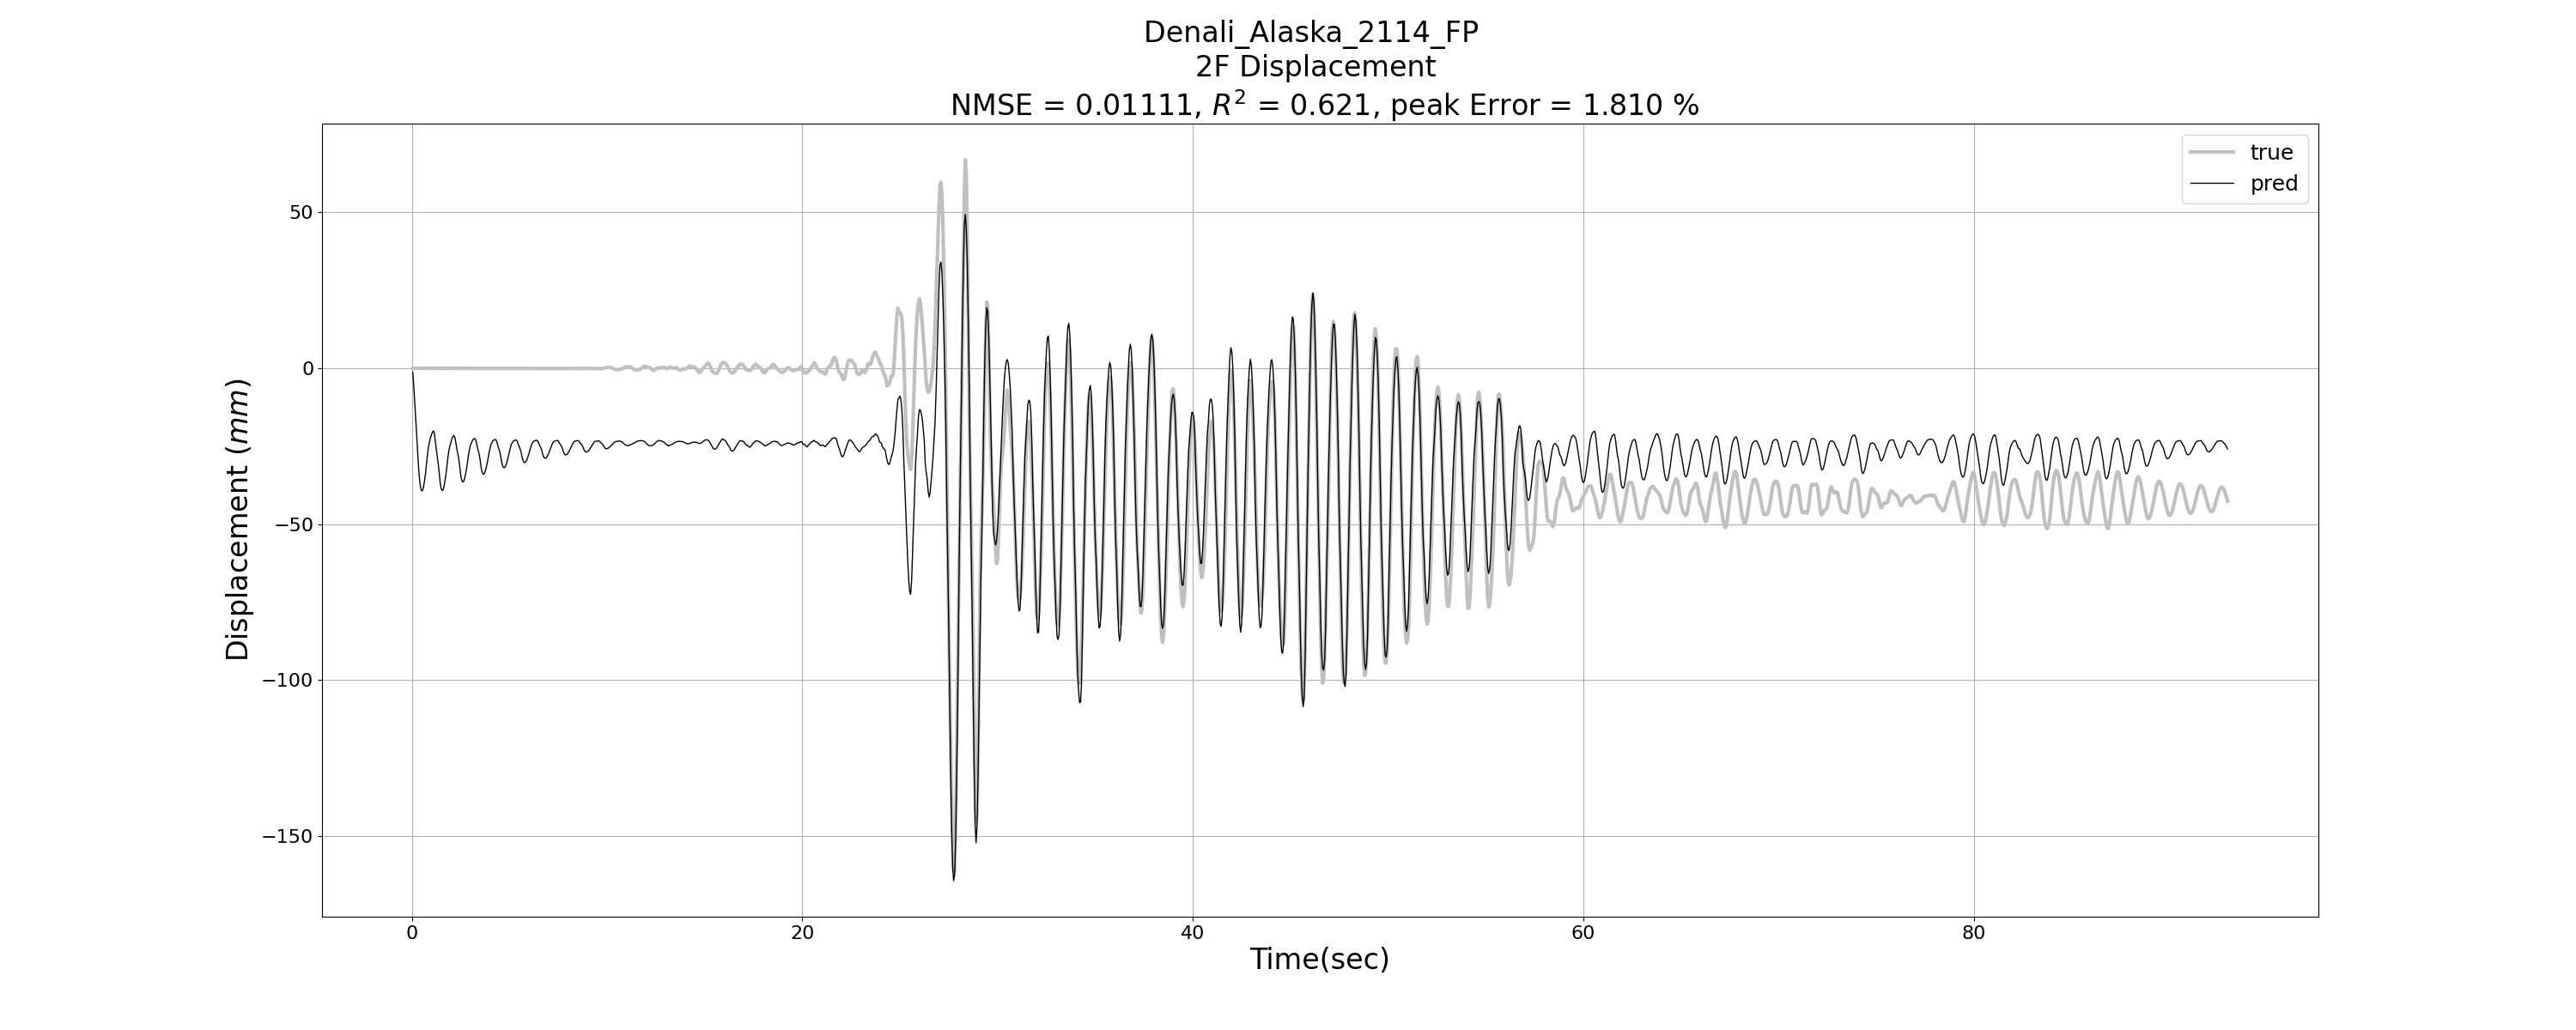 Denali_Alaska_2114_FP
2F Displacement
NMSE = 0.01111, R² = 0.621, peak Error = 1.810 %
true
pred
50
0
−50
−100
−150
Displacement (mm)
0 20 40 60 80
Time(sec)